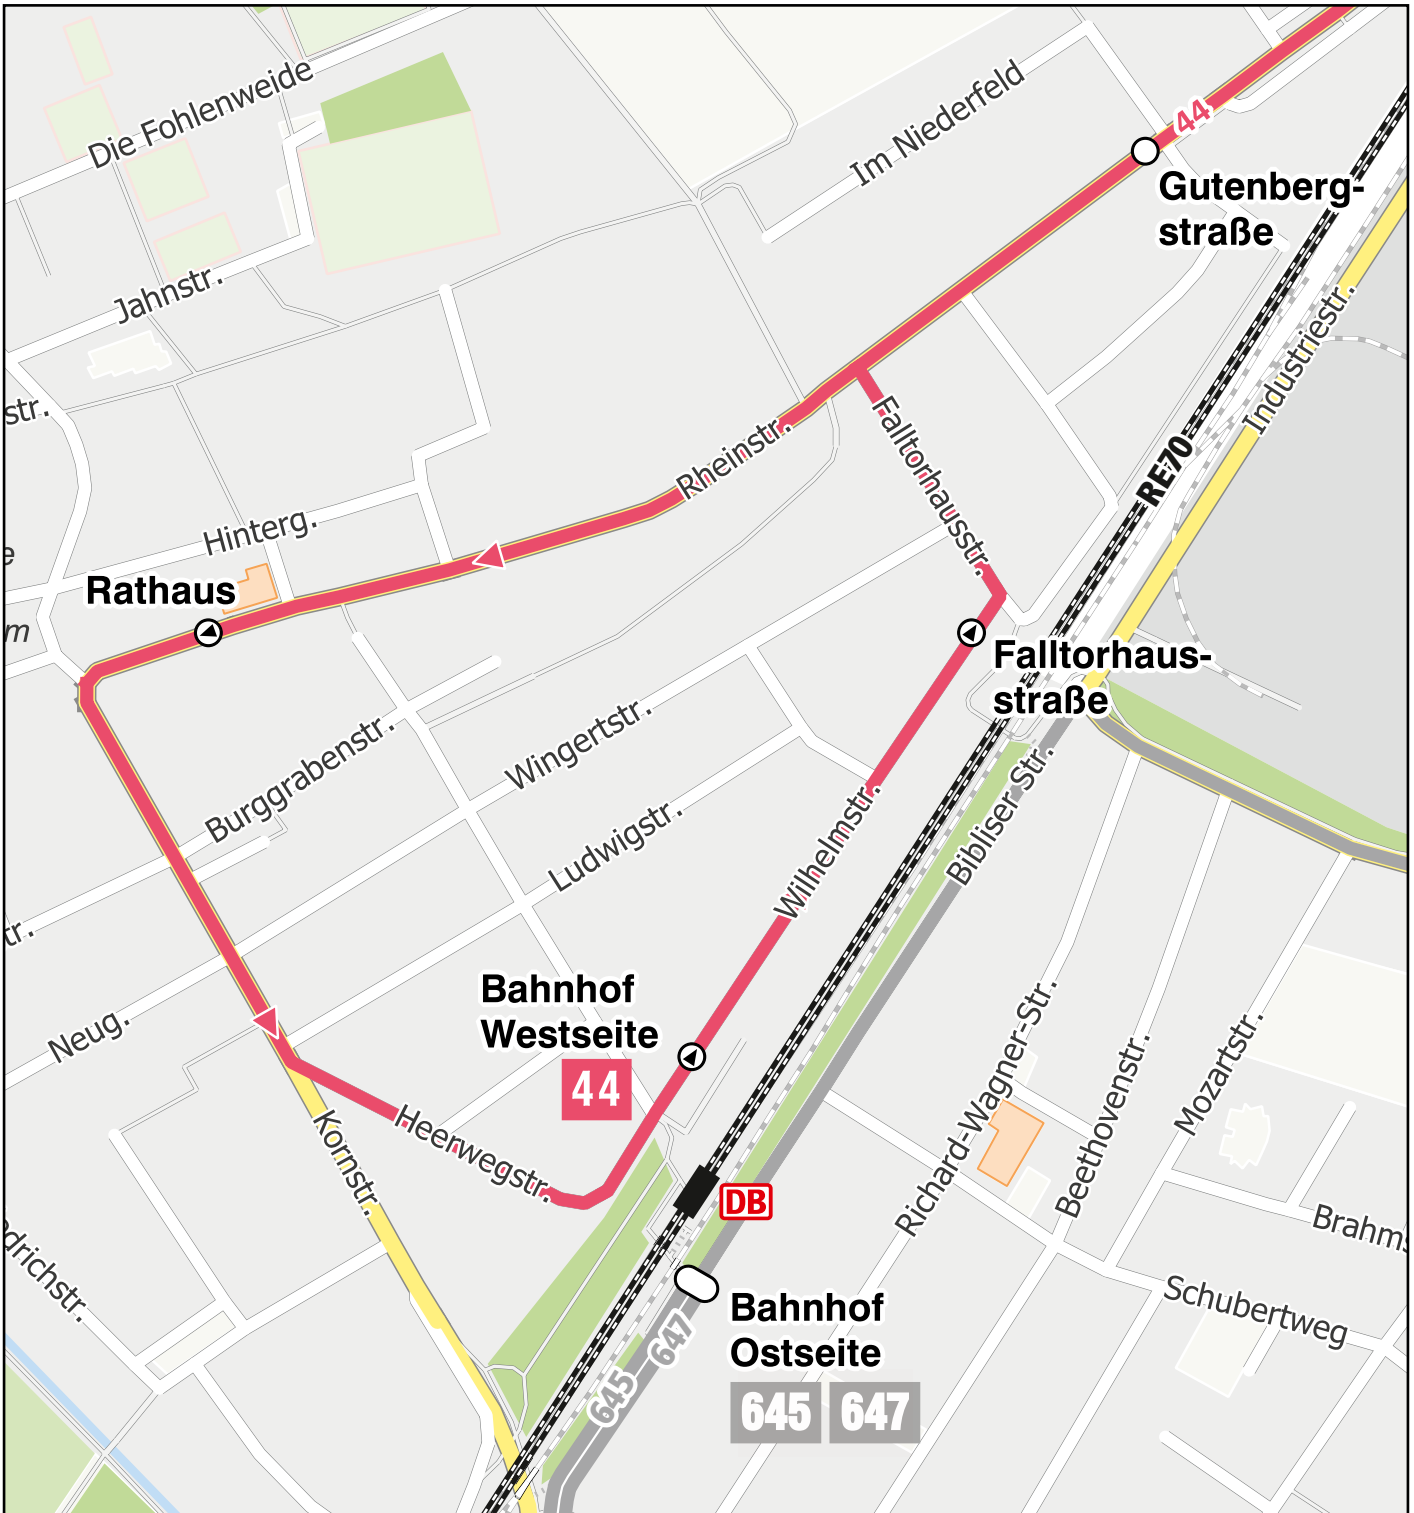 Die Fohlenweide
Im Niederfeld
44
Gutenberg-
straße
Jahnstr.
Industriestr.
str.
Falltorhausstr.
Rheinstr.
RE70
Hinterg.
e
Rathaus
m
Falltorhaus-
straße
Burggrabenstr.
Wingertstr.
Bibliser Str.
Ludwigstr.
Wilhelmstr.
tr.
Bahnhof
Westseite
44
Neug.
Richard-Wagner-Str.
Beethovenstr.
Mozartstr.
Heerwegstr.
Kornstr.
DB
Brahms
drichstr.
Bahnhof
Ostseite
645 647
Schubertweg
647
645